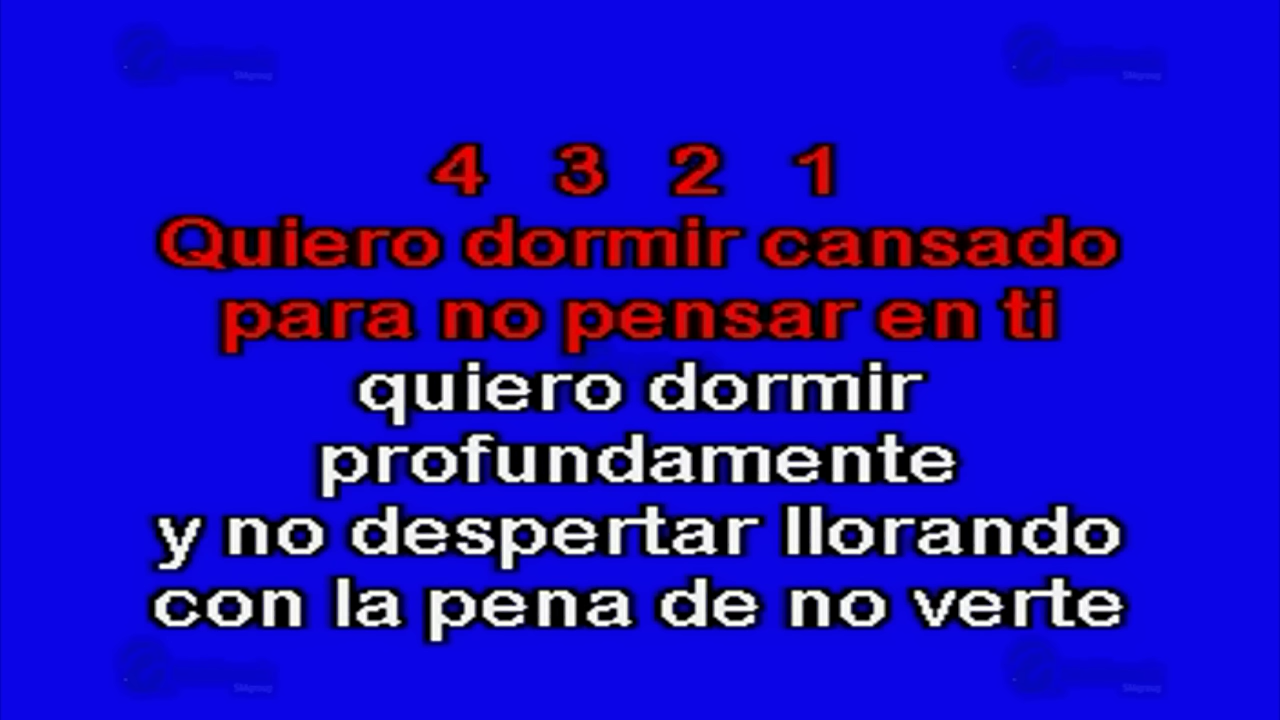 4 3 2 1
Quiero dormir cansado
para no pensar en ti
quiero dormir
profundamente
y no despertar llorando
con la pena de no verte